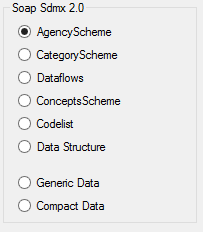 Soap Sdmx 2.0
AgencyScheme
CategoryScheme
Dataflows
ConceptsScheme
Codelist
Data Structure
Generic Data
Compact Data